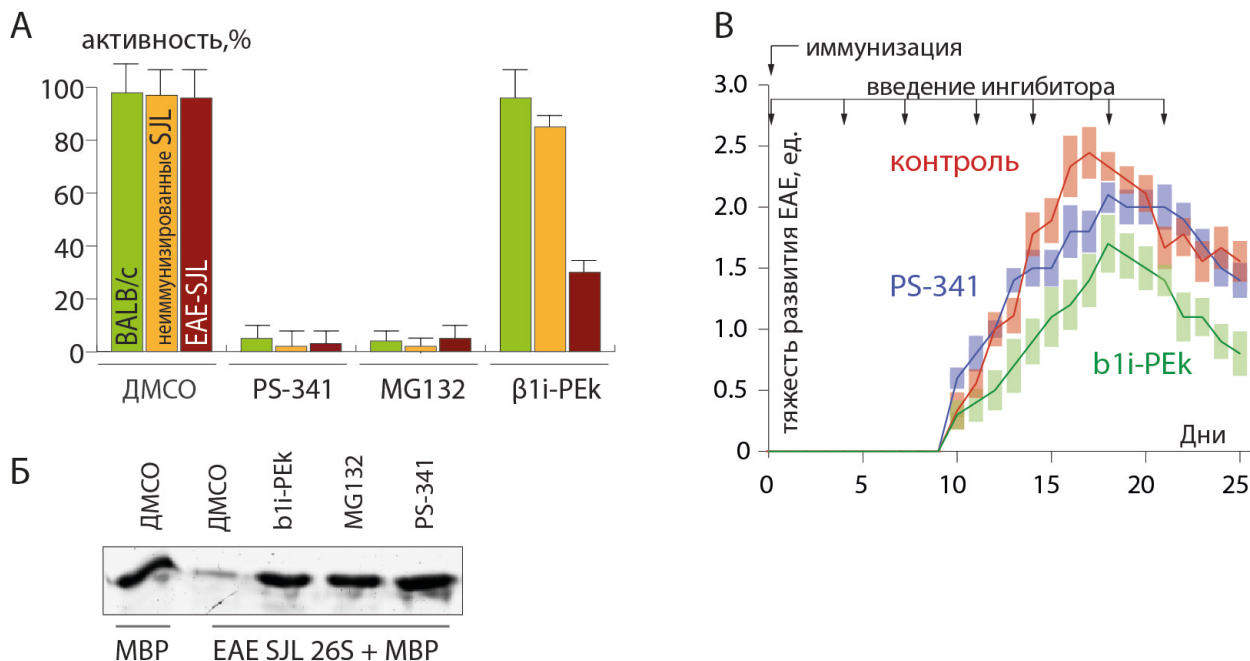 А
активность,%
100
80
60
40
20
0
BALB/c
неиммунизированные SJL
EAE-SJL
ДМСО
PS-341
MG132
β1i-PEk
Б
ДМСО
ДМСО
b1i-PEk
MG132
PS-341
MBP
EAE SJL 26S + MBP
В
иммунизация
введение ингибитора
3.0
2.5
2.0
1.5
1.0
0.5
0
тяжесть развития ЕАЕ, ед.
контроль
PS-341
b1i-PEk
Дни
0
5
10
15
20
25